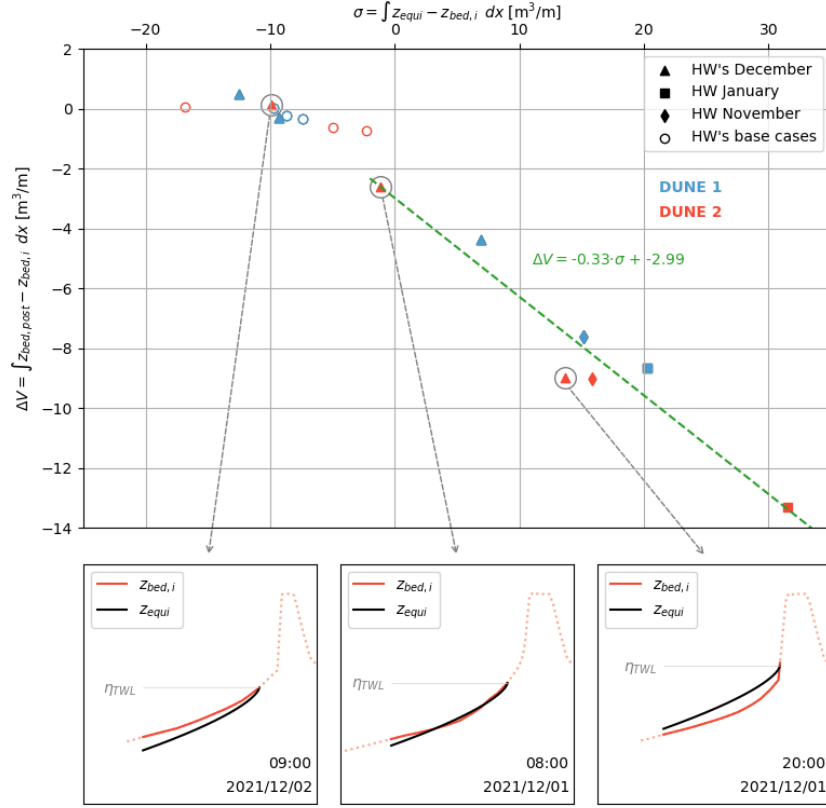 σ = ∫ z_equi − z_bed,i dx [m³/m]
−20 −10 0 10 20 30
2
0
−2
−4
−6
−8
−10
−12
−14
ΔV = ∫ z_bed,post − z_bed,i dx [m³/m]
HW's December
HW January
HW November
HW's base cases
DUNE 1
DUNE 2
ΔV = -0.33·σ + -2.99
z_bed,i
z_equi
η_TWL
09:00
2021/12/02
z_bed,i
z_equi
η_TWL
08:00
2021/12/01
z_bed,i
z_equi
η_TWL
20:00
2021/12/01